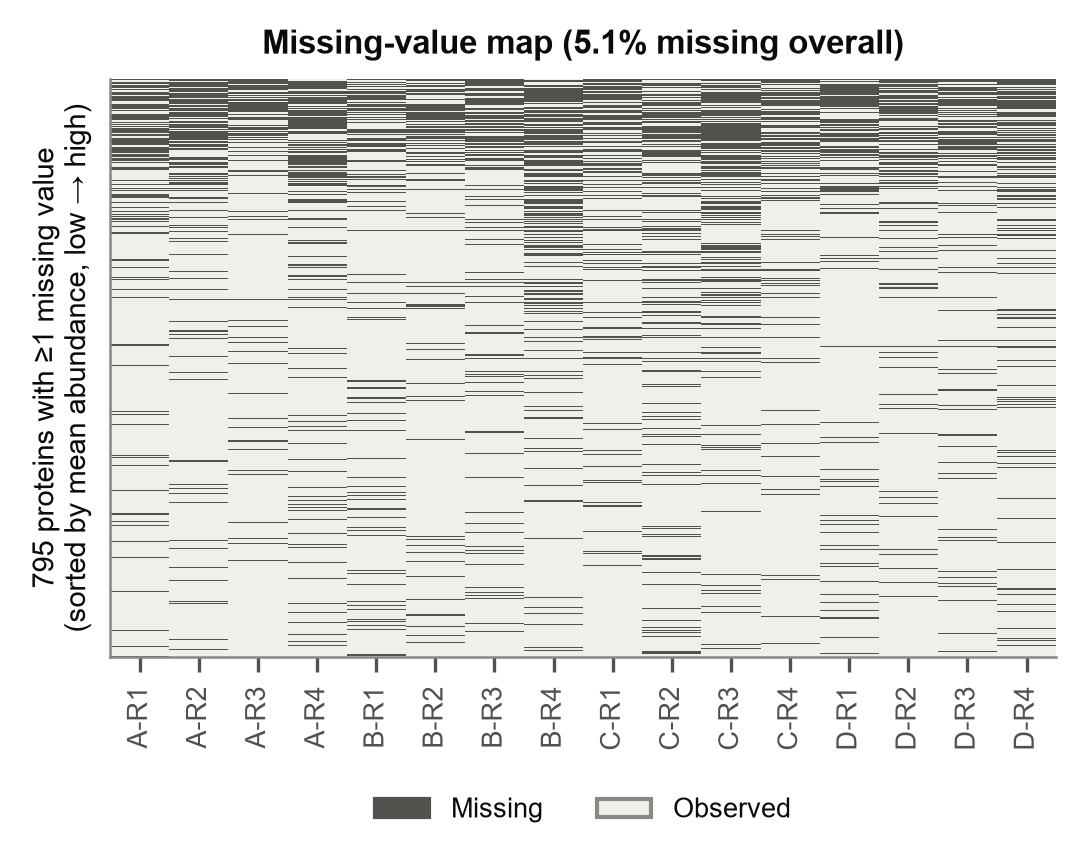 Missing-value map (5.1% missing overall)
795 proteins with ≥1 missing value
(sorted by mean abundance, low → high)
A-R1
A-R2
A-R3
A-R4
B-R1
B-R2
B-R3
B-R4
C-R1
C-R2
C-R3
C-R4
D-R1
D-R2
D-R3
D-R4
Missing
Observed